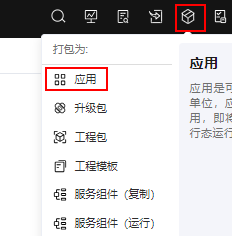 打包为:
应用
升级包
工程包
工程模板
服务组件（复制）
服务组件（运行）
应用
应用是可
单位，应
用，即将
行态运行